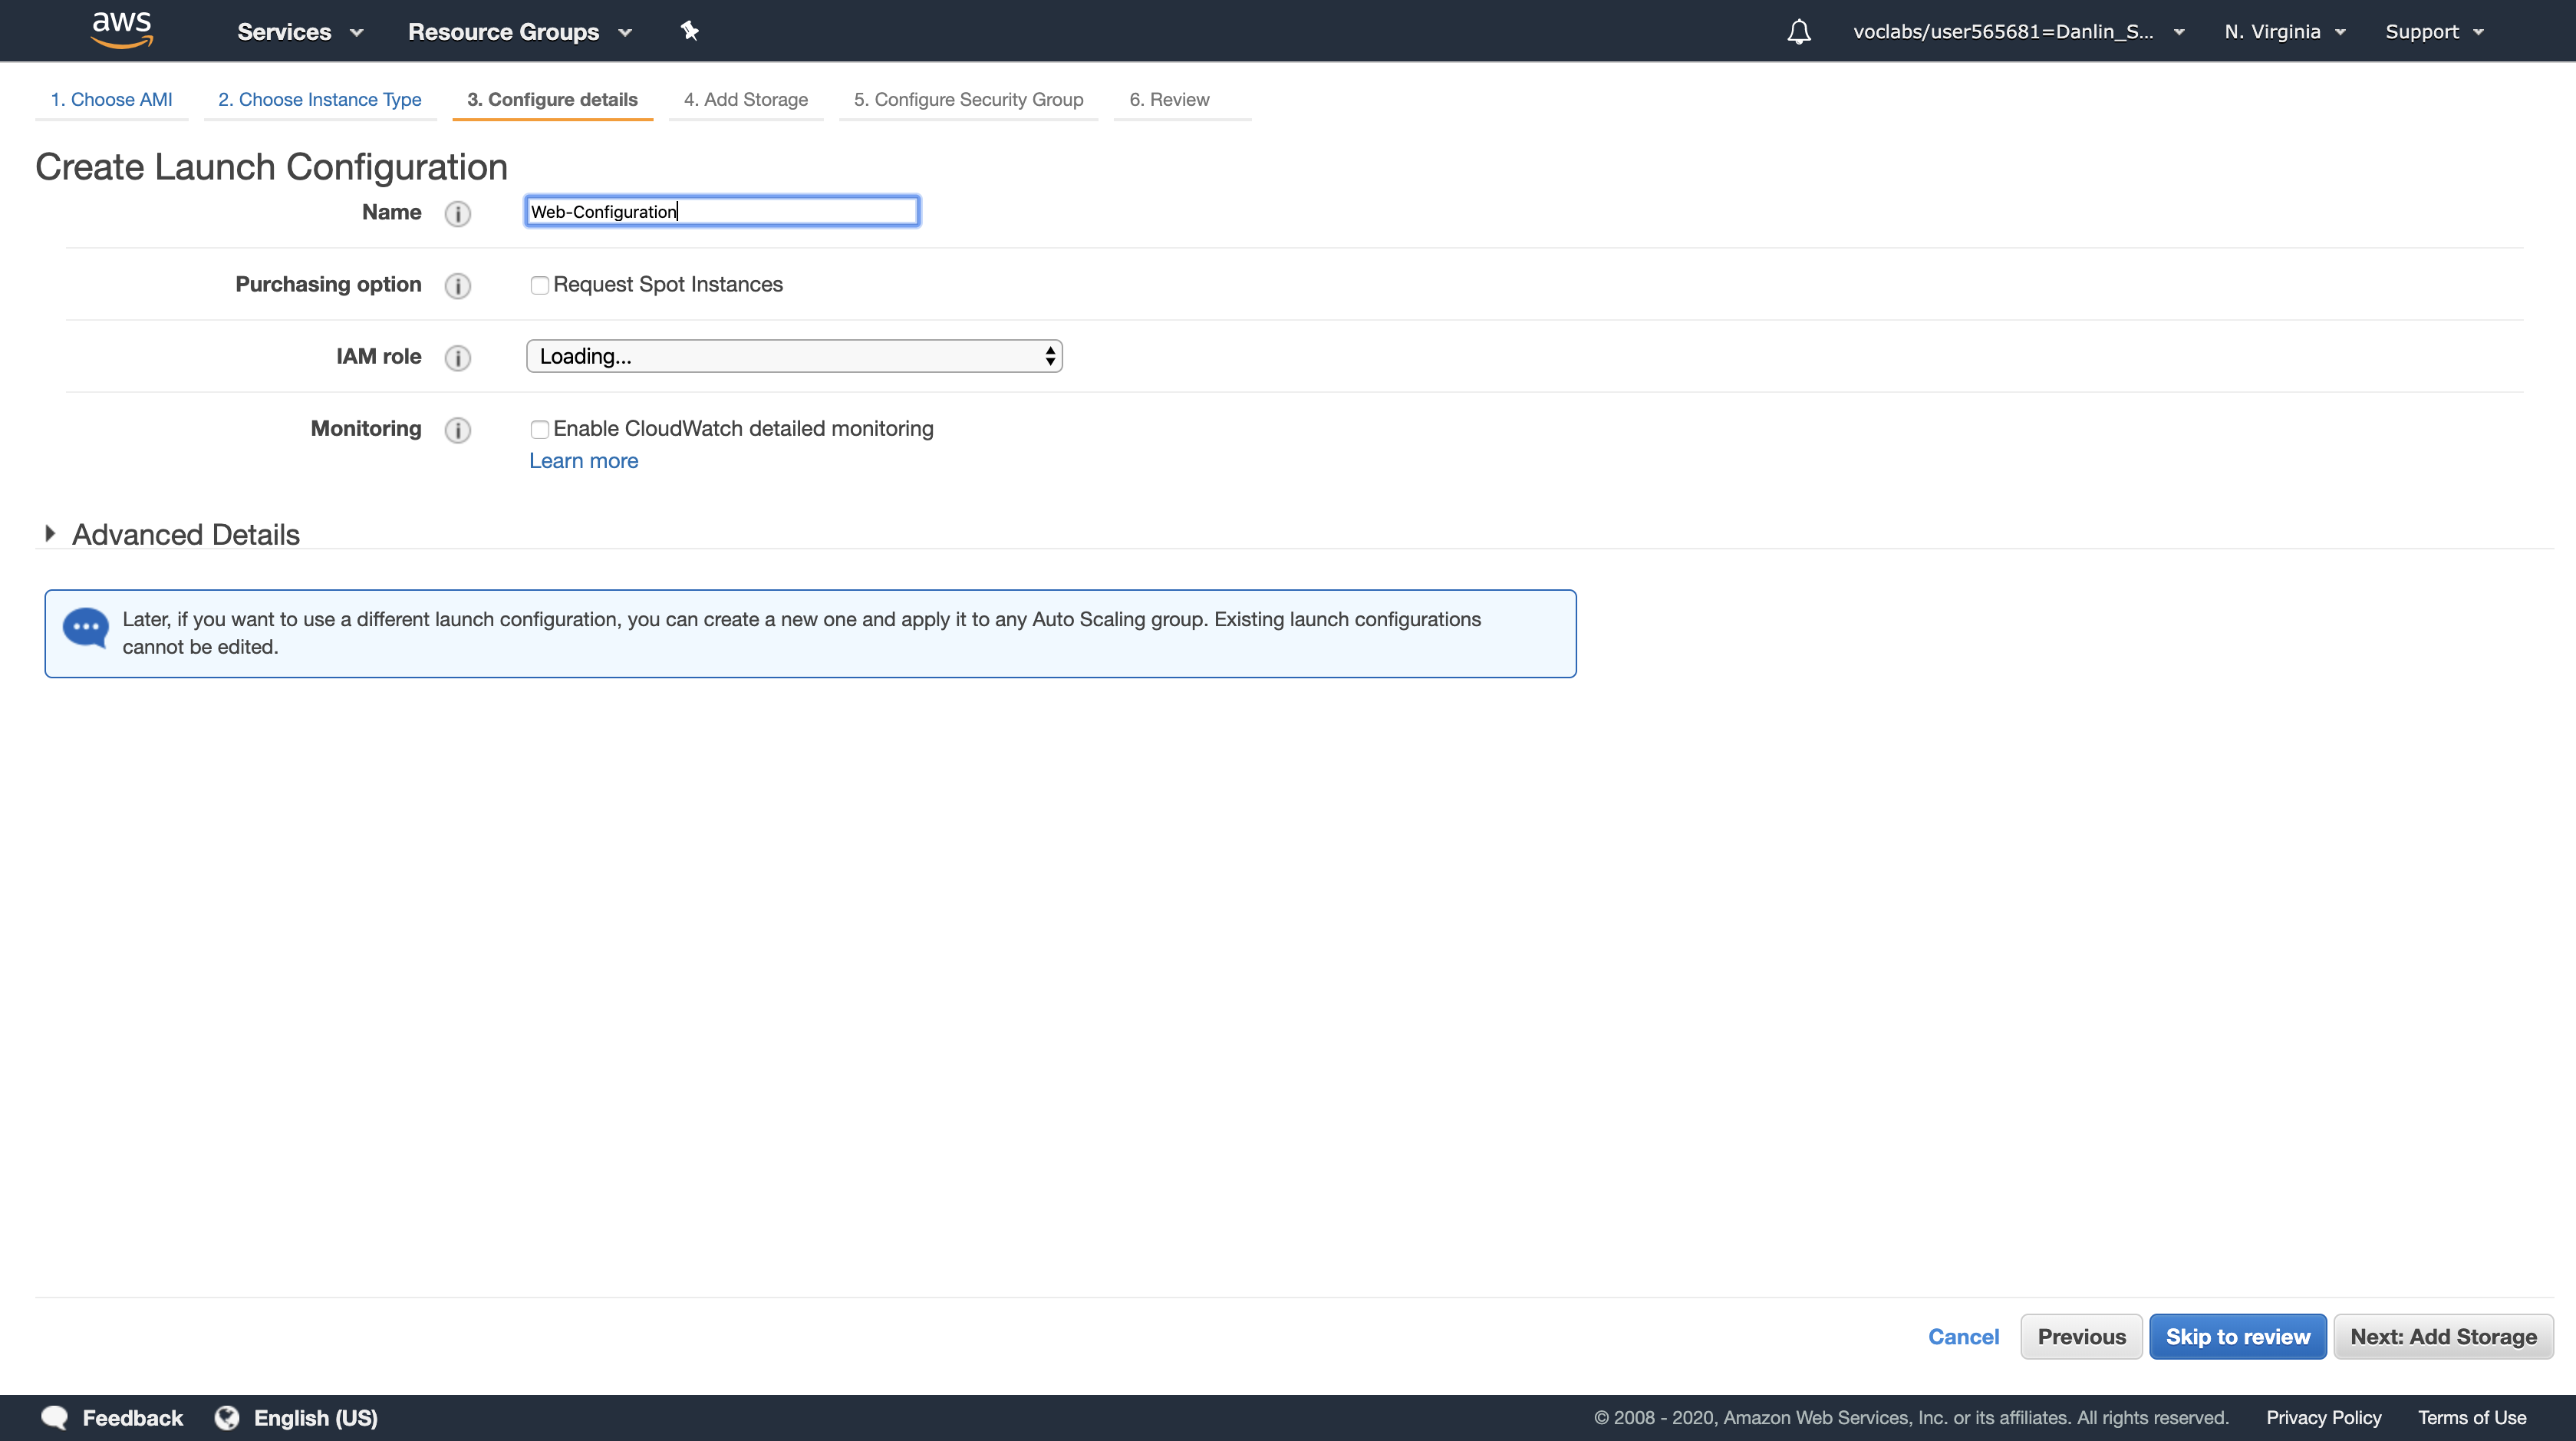 aws Services Resource Groups voclabs/user565681=Danlin_S... N. Virginia Support
1. Choose AMI 2. Choose Instance Type 3. Configure details 4. Add Storage 5. Configure Security Group 6. Review
Create Launch Configuration
Name i Web-Configuration
Purchasing option i Request Spot Instances
IAM role i Loading...
Monitoring i Enable CloudWatch detailed monitoring
Learn more
Advanced Details
Later, if you want to use a different launch configuration, you can create a new one and apply it to any Auto Scaling group. Existing launch configurations
cannot be edited.
Cancel Previous Skip to review Next: Add Storage
Feedback English (US) © 2008 - 2020, Amazon Web Services, Inc. or its affiliates. All rights reserved. Privacy Policy Terms of Use